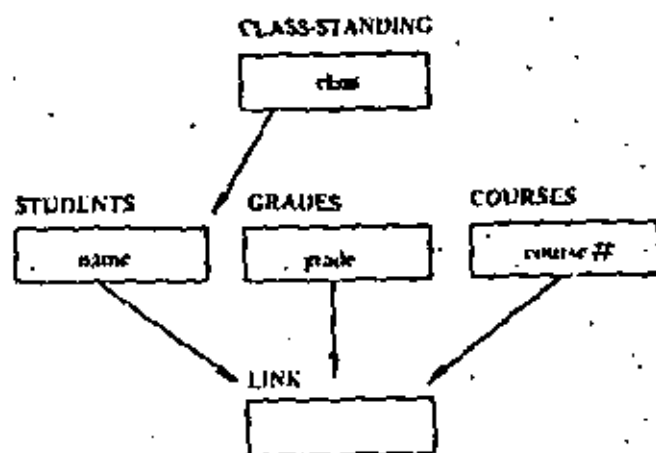 CLASS-STANDING
class
STUDENTS GRADES COURSES
name grade course #
LINK